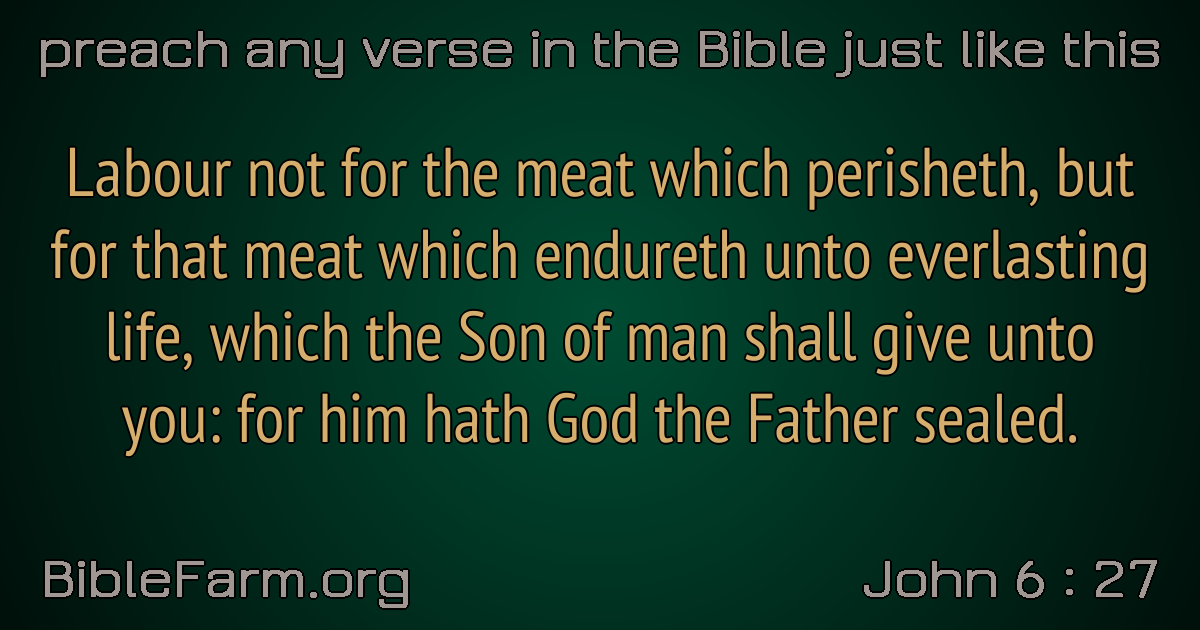 preach any verse in the Bible just like this
Labour not for the meat which perisheth, but
for that meat which endureth unto everlasting
life, which the Son of man shall give unto
you: for him hath God the Father sealed.
BibleFarm.org
John 6 : 27